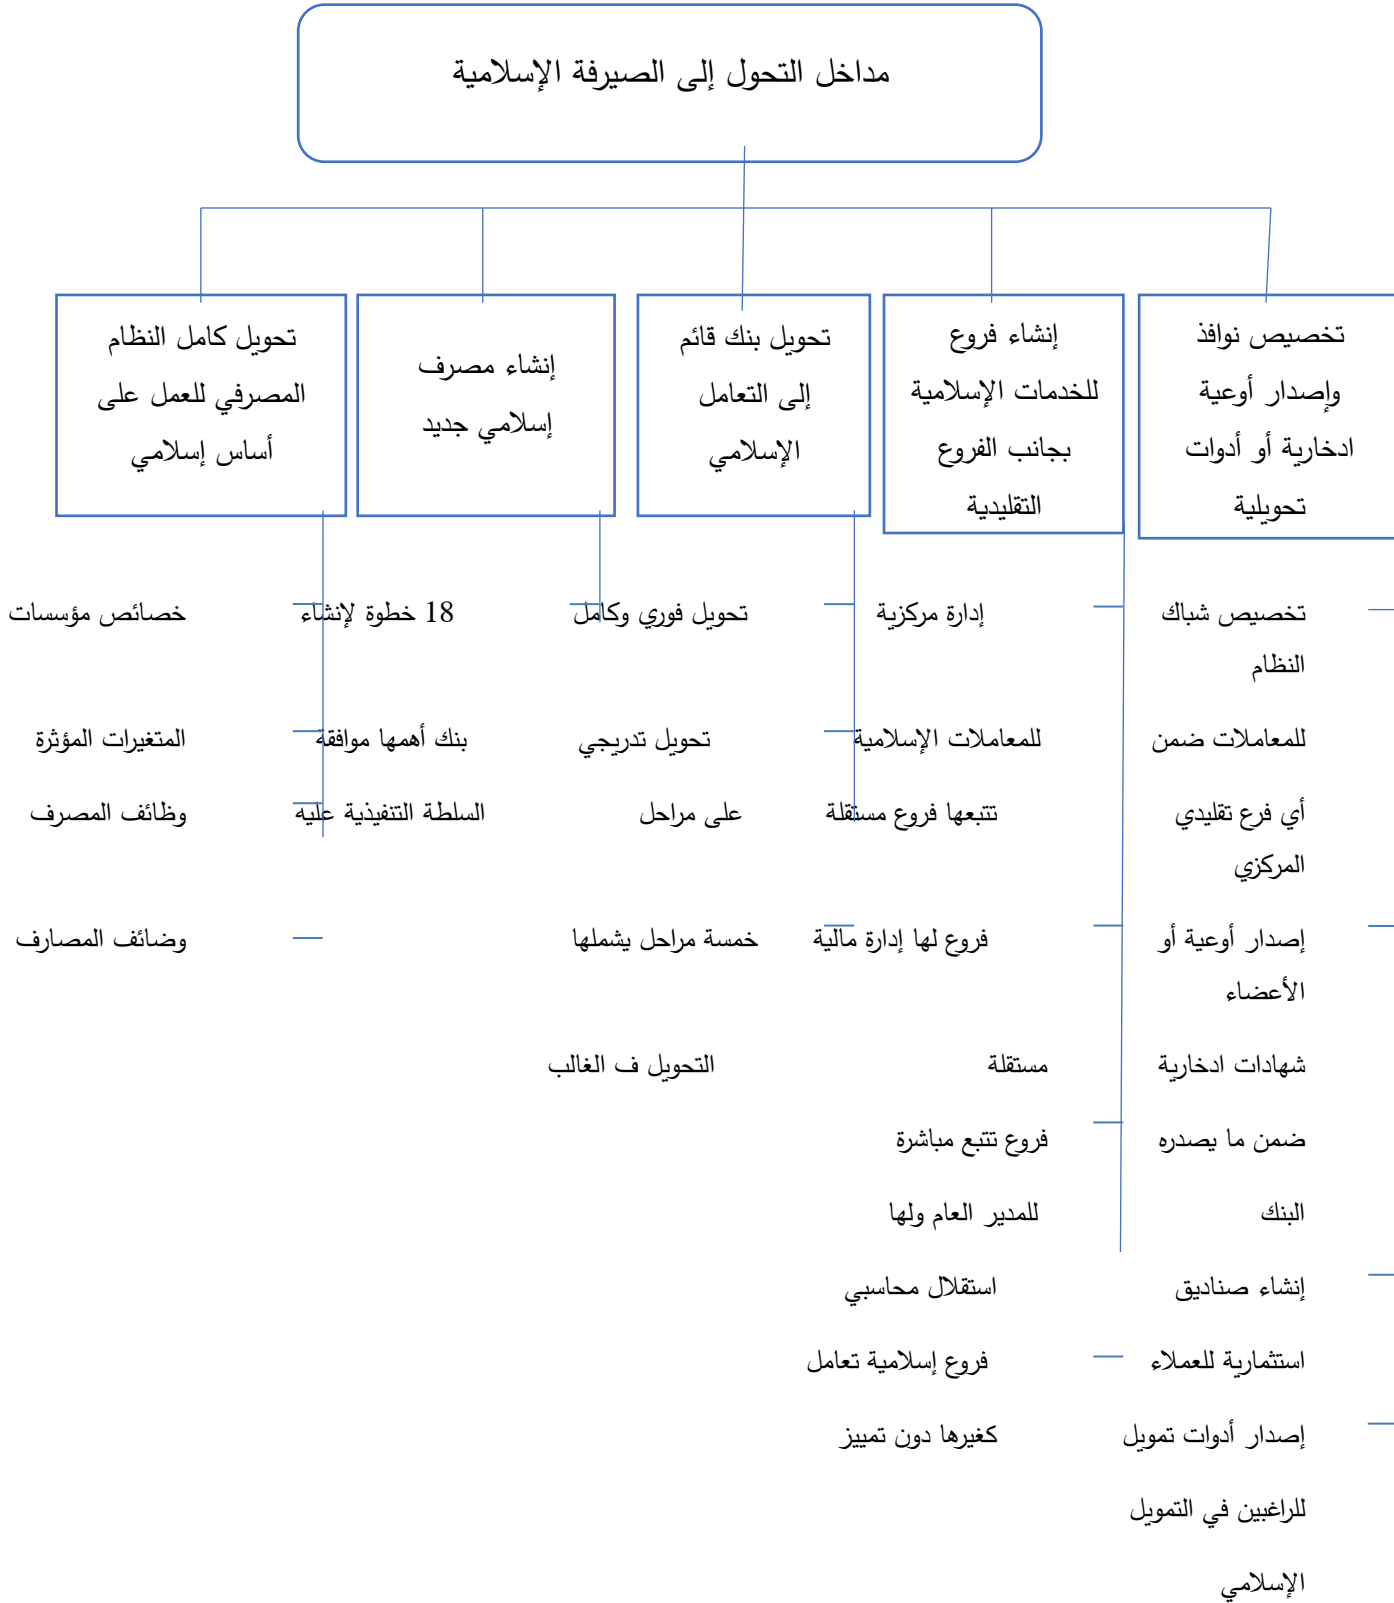 مداخل التحول إلى الصيرفة الإسلامية
تخصيص نوافذ
وإصدار أوعية
ادخارية أو أدوات
تحويلية
إنشاء فروع
للخدمات الإسلامية
بجانب الفروع
التقليدية
تحويل بنك قائم
إلى التعامل
الإسلامي
إنشاء مصرف
إسلامي جديد
تحويل كامل النظام
المصرفي للعمل على
أساس إسلامي
تخصيص شباك إدارة مركزية تحويل فوري وكامل 18 خطوة لإنشاء خصائص مؤسسات
النظام
للمعاملات ضمن للمعاملات الإسلامية تحويل تدريجي بنك أهمها موافقة المتغيرات المؤثرة
أي فرع تقليدي تتبعها فروع مستقلة على مراحل السلطة التنفيذية عليه وظائف المصرف
المركزي
إصدار أوعية أو فروع لها إدارة مالية خمسة مراحل يشملها وضائف المصارف
الأعضاء
شهادات ادخارية مستقلة التحويل ف الغالب
ضمن ما يصدره فروع تتبع مباشرة
البنك للمدير العام ولها
إنشاء صناديق استقلال محاسبي
استثمارية للعملاء فروع إسلامية تعامل
إصدار أدوات تمويل كغيرها دون تمييز
للراغبين في التمويل
الإسلامي